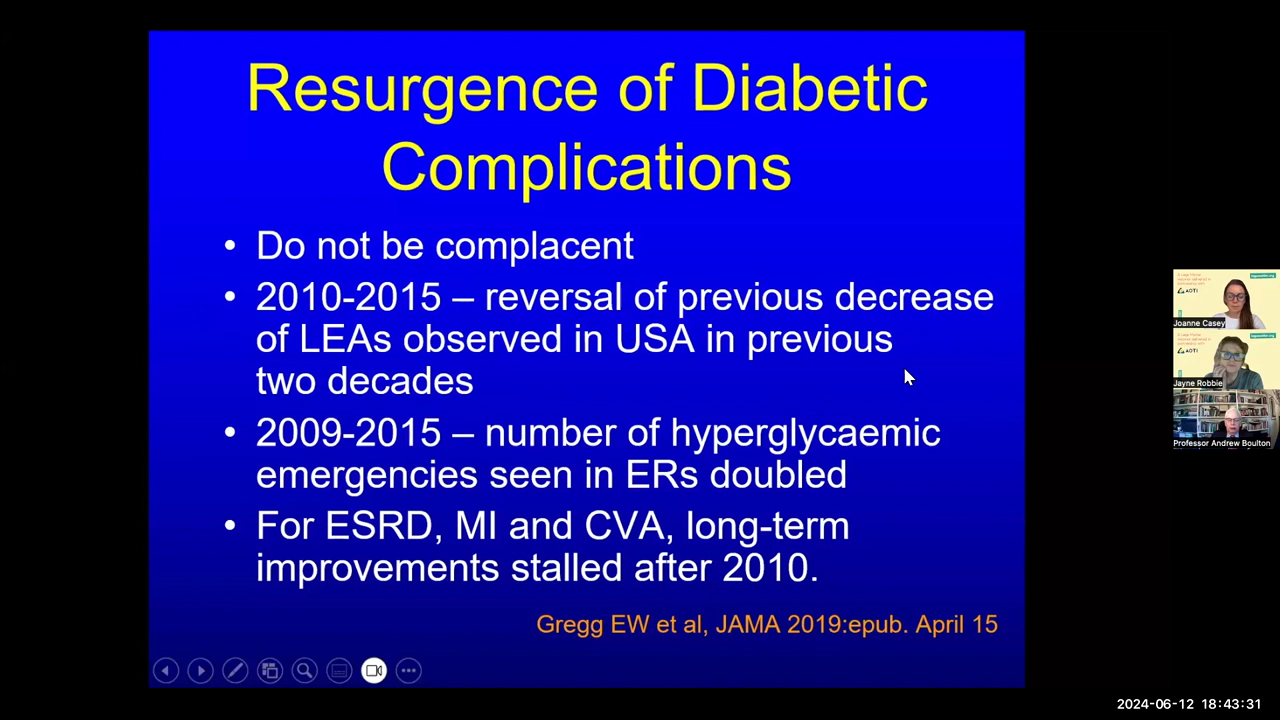 Resurgence of Diabetic
Complications
• Do not be complacent
• 2010-2015 – reversal of previous decrease
of LEAs observed in USA in previous
two decades
• 2009-2015 – number of hyperglycaemic
emergencies seen in ERs doubled
• For ESRD, MI and CVA, long-term
improvements stalled after 2010.
Gregg EW et al, JAMA 2019:epub. April 15
AOTI
Joanne Casey
AOTI
Jayne Robbie
Professor Andrew Boulton
2024-06-12 18:43:31